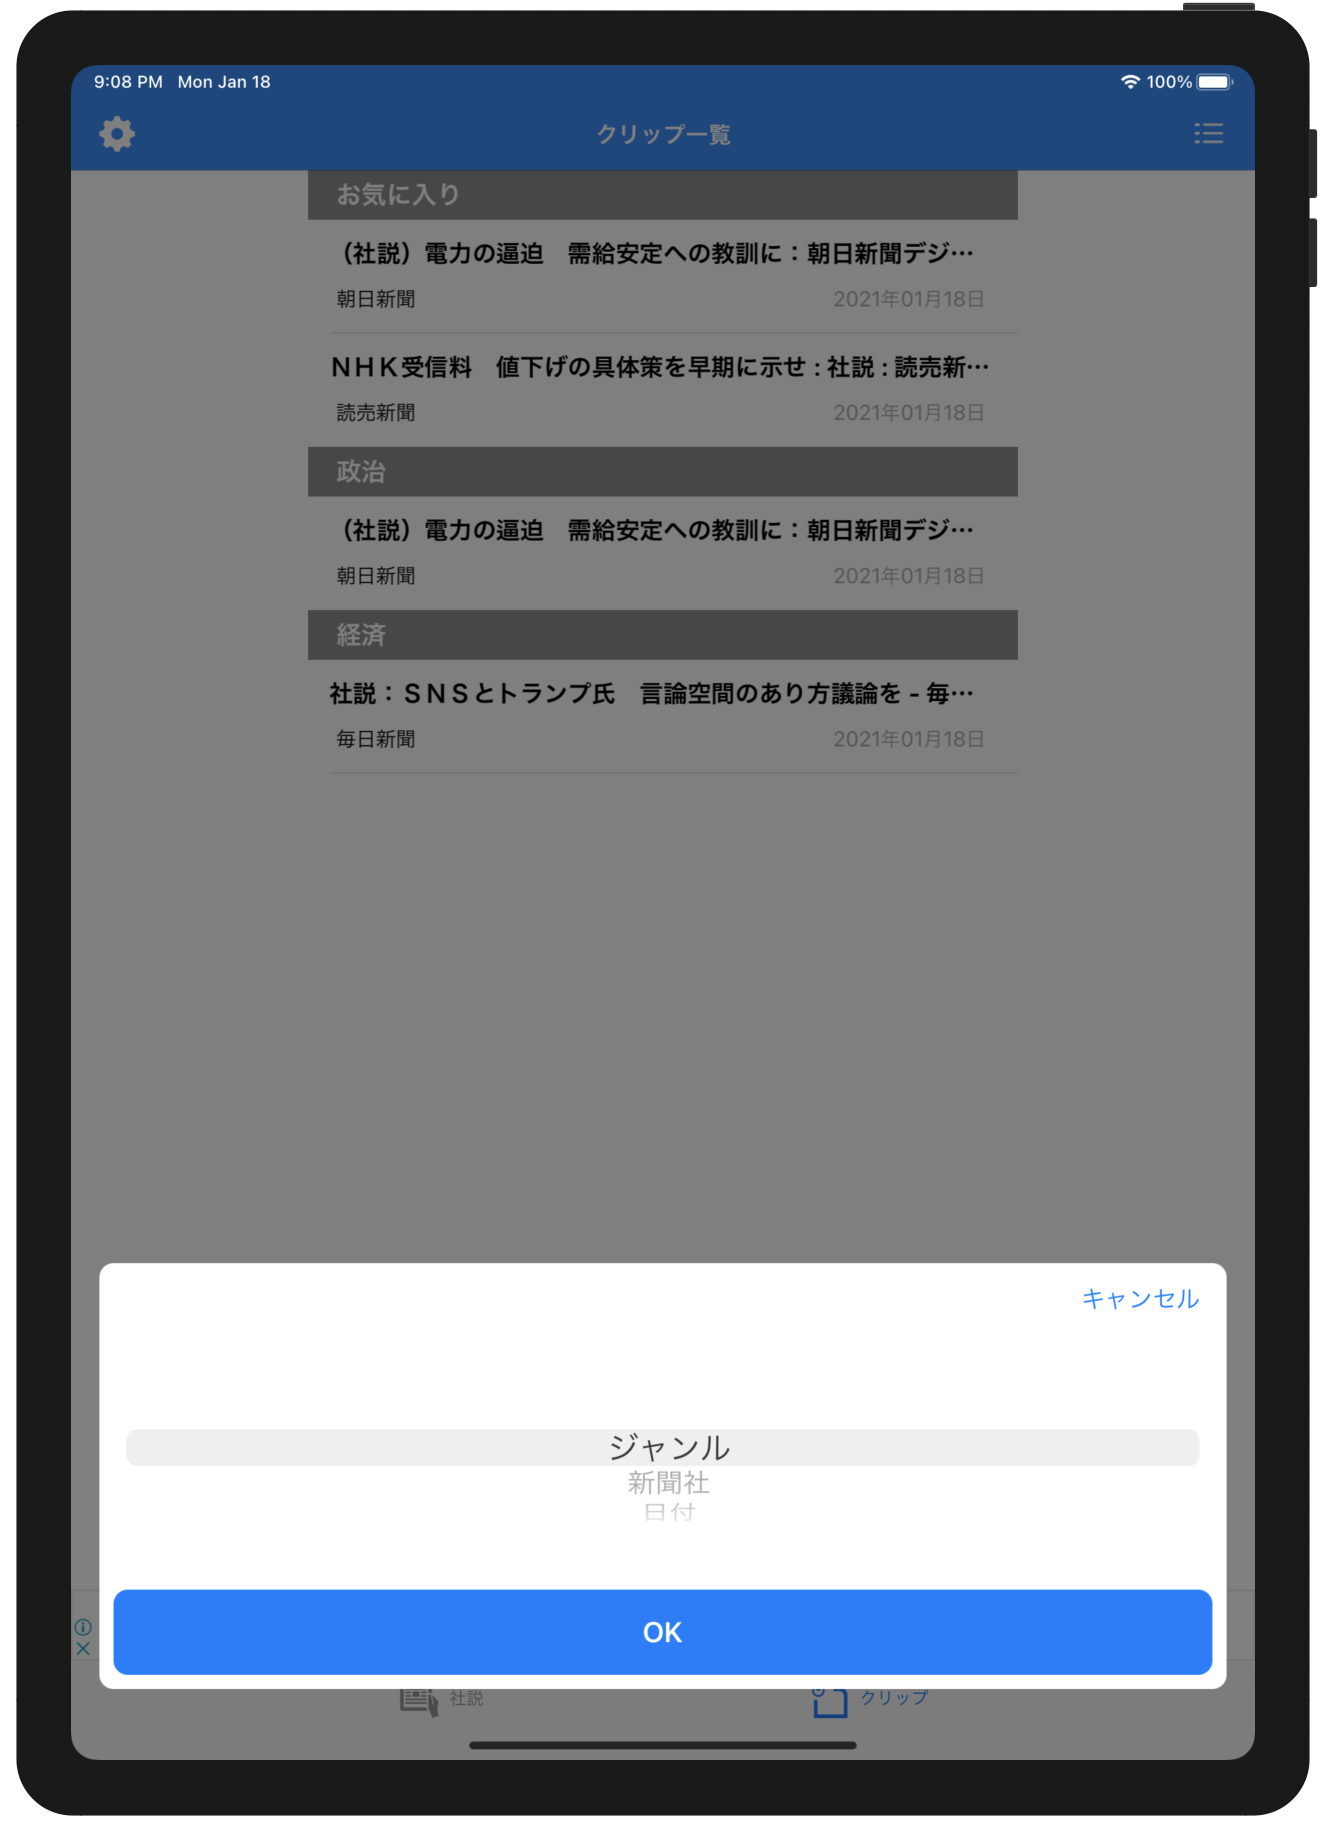 9:08 PM Mon Jan 18
100%
クリップ一覧
お気に入り
（社説）電力の逼迫　需給安定への教訓に：朝日新聞デジ…
朝日新聞 2021年01月18日
ＮＨＫ受信料　値下げの具体策を早期に示せ : 社説 : 読売新…
読売新聞 2021年01月18日
政治
（社説）電力の逼迫　需給安定への教訓に：朝日新聞デジ…
朝日新聞 2021年01月18日
経済
社説：ＳＮＳとトランプ氏　言論空間のあり方議論を - 毎…
毎日新聞 2021年01月18日
キャンセル
ジャンル
新聞社
日付
OK
社説
クリップ